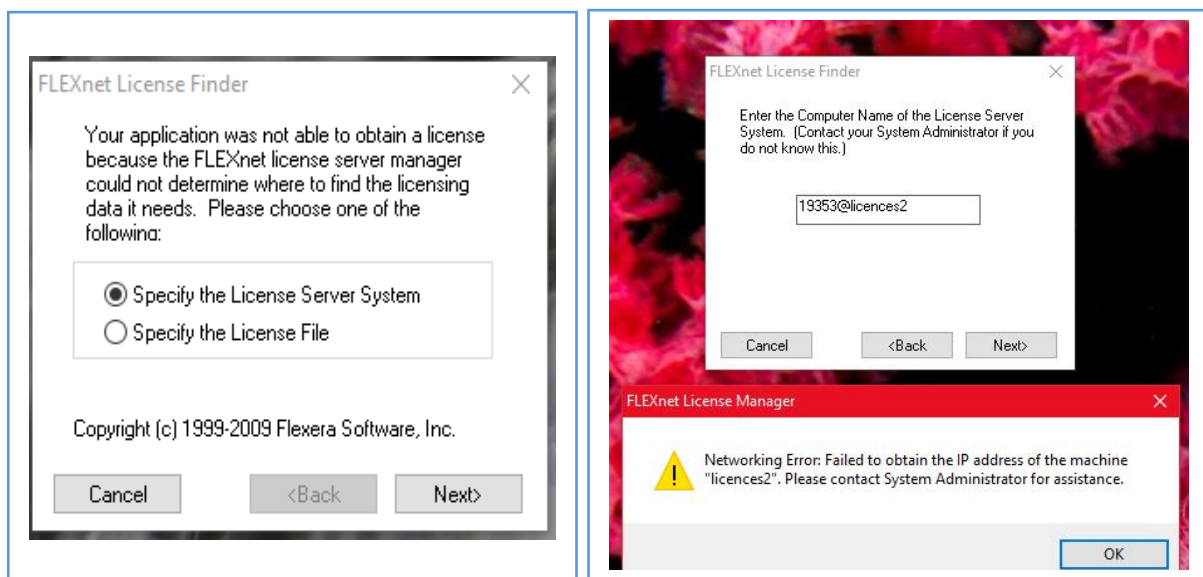 FLEXnet License Finder
Your application was not able to obtain a license
because the FLEXnet license server manager
could not determine where to find the licensing
data it needs.  Please choose one of the
following:
Specify the License Server System
Specify the License File
Copyright (c) 1999-2009 Flexera Software, Inc.
Cancel
<Back
Next>
FLEXnet License Finder
Enter the Computer Name of the License Server
System.  (Contact your System Administrator if you
do not know this.)
19353@licences2
Cancel
<Back
Next>
FLEXnet License Manager
Networking Error: Failed to obtain the IP address of the machine
"licences2". Please contact System Administrator for assistance.
OK